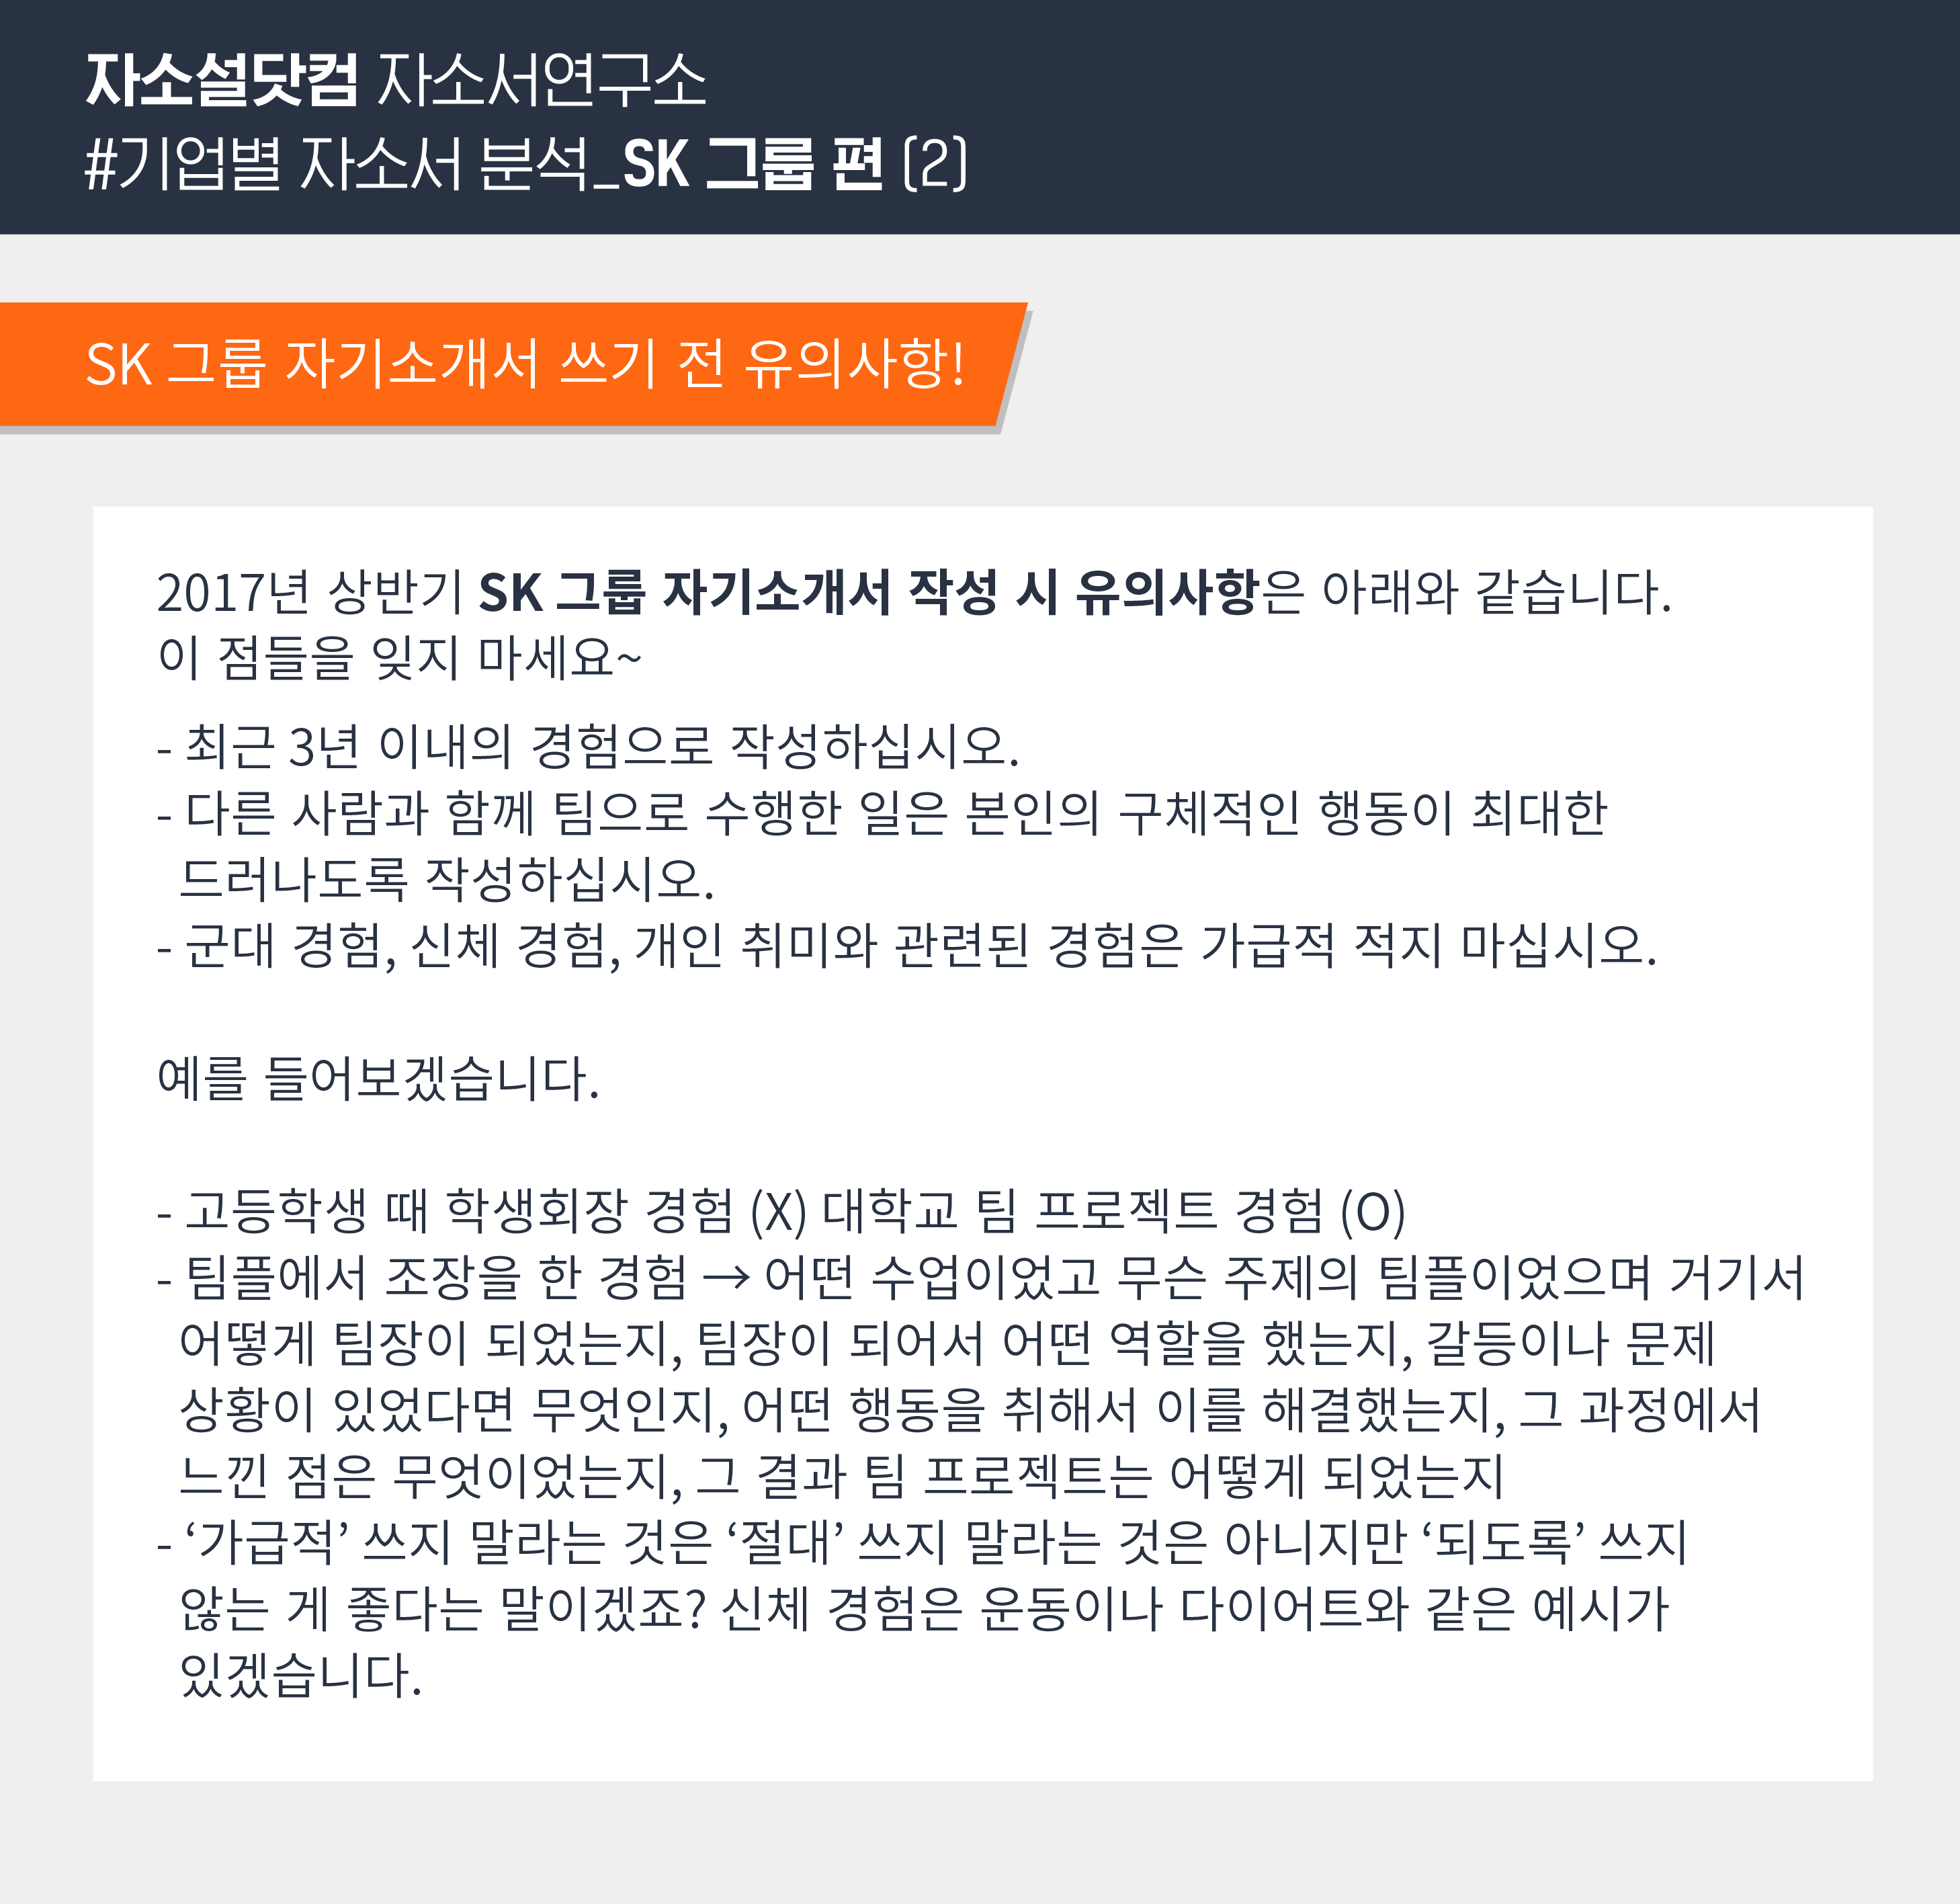 자소설닷컴 자소서연구소
#기업별 자소서 분석_SK 그룹 편 (2)
SK 그룹 자기소개서 쓰기 전 유의사항!
2017년 상반기 SK 그룹 자기소개서 작성 시 유의사항은 아래와 같습니다.
이 점들을 잊지 마세요~
- 최근 3년 이내의 경험으로 작성하십시오.
- 다른 사람과 함께 팀으로 수행한 일은 본인의 구체적인 행동이 최대한
드러나도록 작성하십시오.
- 군대 경험, 신체 경험, 개인 취미와 관련된 경험은 가급적 적지 마십시오.
예를 들어보겠습니다.
- 고등학생 때 학생회장 경험 (X) 대학교 팀 프로젝트 경험 (O)
- 팀플에서 조장을 한 경험 → 어떤 수업이었고 무슨 주제의 팀플이었으며 거기서
어떻게 팀장이 되었는지, 팀장이 되어서 어떤 역할을 했는지, 갈등이나 문제
상황이 있었다면 무엇인지, 어떤 행동을 취해서 이를 해결했는지, 그 과정에서
느낀 점은 무엇이었는지, 그 결과 팀 프로젝트는 어떻게 되었는지
- ‘가급적’ 쓰지 말라는 것은 ‘절대’ 쓰지 말라는 것은 아니지만 ‘되도록’ 쓰지
않는 게 좋다는 말이겠죠? 신체 경험은 운동이나 다이어트와 같은 예시가
있겠습니다.